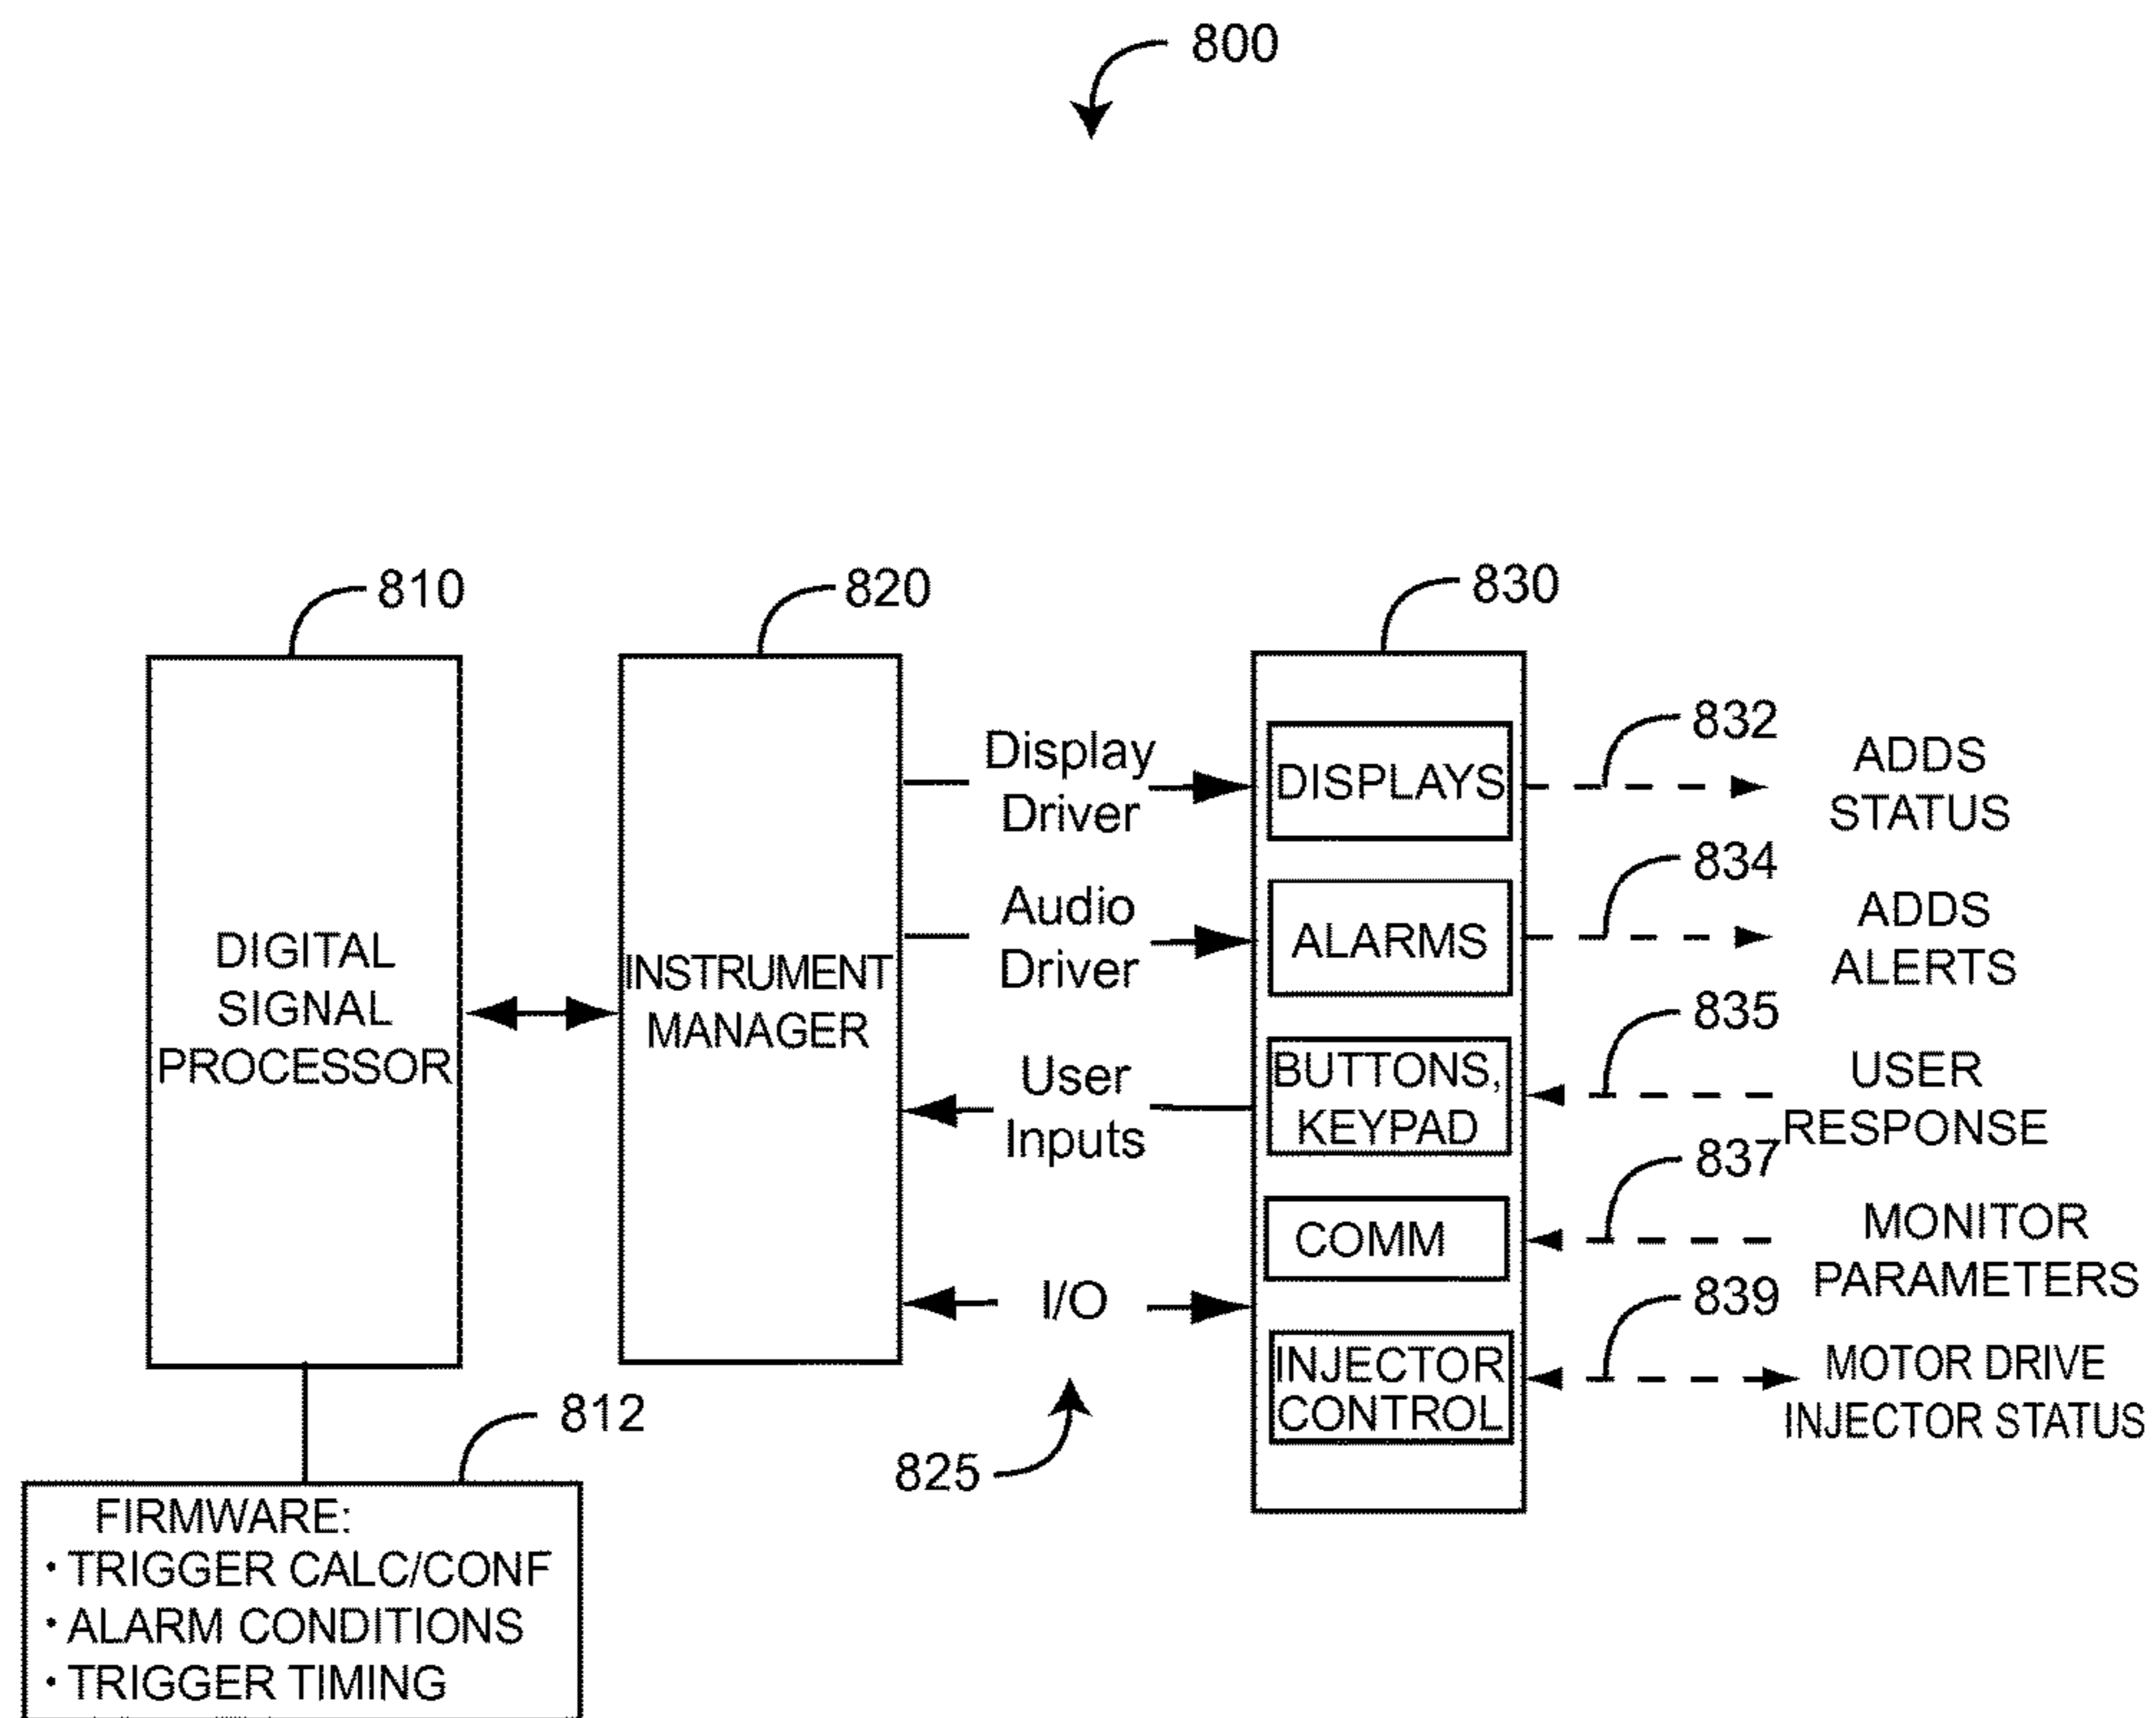 800
810
820
830
DIGITAL
SIGNAL
PROCESSOR
INSTRUMENT
MANAGER
Display
Driver
Audio
Driver
User
Inputs
I/O
825
DISPLAYS
ALARMS
BUTTONS,
KEYPAD
COMM
INJECTOR
CONTROL
832
ADDS
STATUS
834
ADDS
ALERTS
835
USER
RESPONSE
837
MONITOR
PARAMETERS
839
MOTOR DRIVE
INJECTOR STATUS
812
FIRMWARE:
· TRIGGER CALC/CONF
· ALARM CONDITIONS
· TRIGGER TIMING